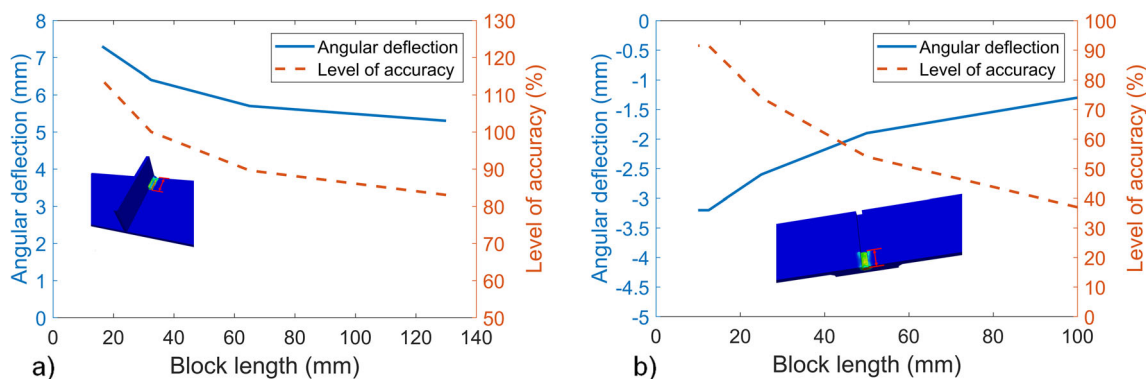 8
7
6
5
4
3
2
1
0
Angular deflection (mm)
130
120
110
100
90
80
70
60
50
Level of accuracy (%)
Angular deflection
Level of accuracy
0 20 40 60 80 100 120 140
Block length (mm)
a)
-0
-0.5
-1
-1.5
-2
-2.5
-3
-3.5
-4
-4.5
-5
Angular deflection (mm)
100
90
80
70
60
50
40
30
20
10
0
Level of accuracy (%)
Angular deflection
Level of accuracy
0 20 40 60 80 100
Block length (mm)
b)